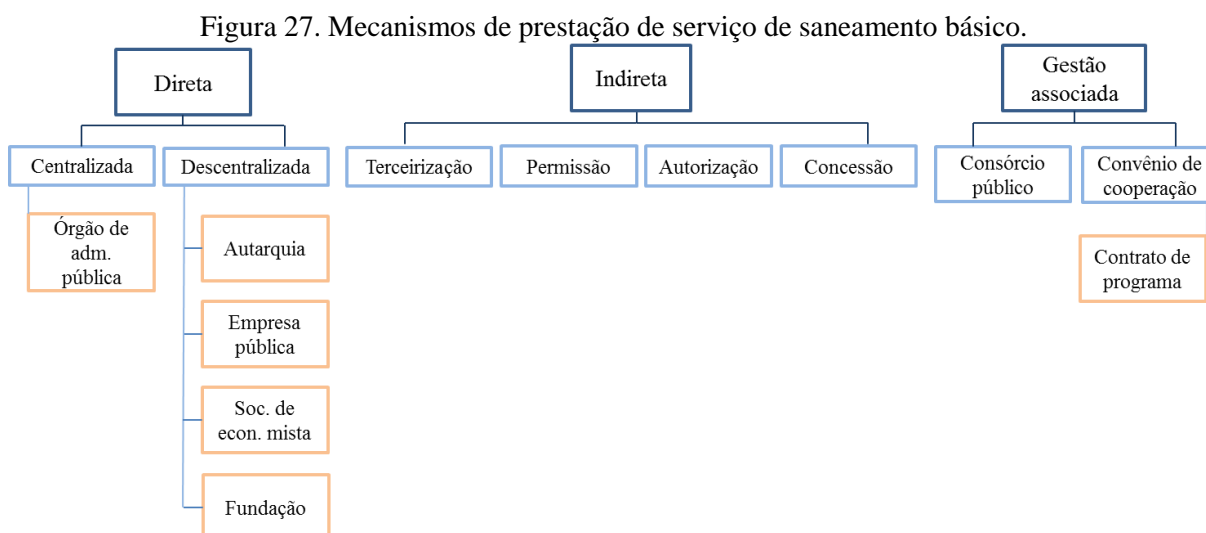 Figura 27. Mecanismos de prestação de serviço de saneamento básico.
Direta
Indireta
Gestão
associada
Centralizada
Descentralizada
Terceirização
Permissão
Autorização
Concessão
Consórcio
público
Convênio de
cooperação
Órgão de
adm.
pública
Autarquia
Empresa
pública
Soc. de
econ. mista
Fundação
Contrato de
programa